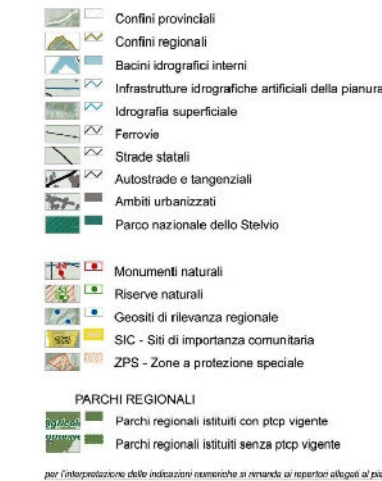 Confini provinciali
Confini regionali
Bacini idrografici interni
Infrastrutture idrografiche artificiali della pianura
Idrografia superficiale
Ferrovie
Strade statali
Autostrade e tangenziali
Ambiti urbanizzati
Parco nazionale dello Stelvio
Monumenti naturali
Riserve naturali
Geositi di rilevanza regionale
SIC - Siti di importanza comunitaria
ZPS - Zone a protezione speciale
PARCHI REGIONALI
Parchi regionali istituiti con ptcp vigente
Parchi regionali istituiti senza ptcp vigente
per l'interpretazione delle indicazioni numeriche si rimanda ai repertori allegati al